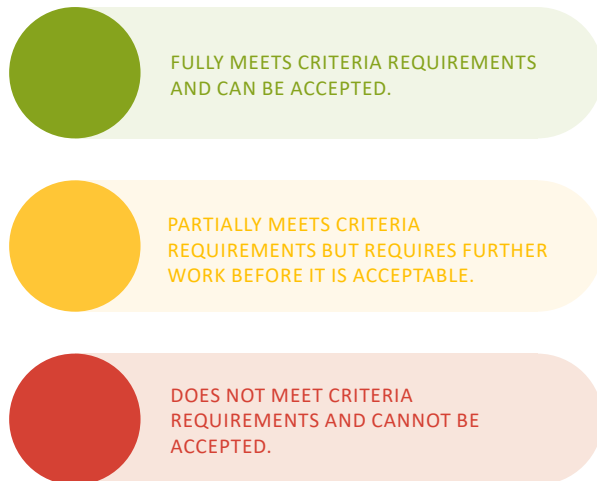 FULLY MEETS CRITERIA REQUIREMENTS
AND CAN BE ACCEPTED.
PARTIALLY MEETS CRITERIA
REQUIREMENTS BUT REQUIRES FURTHER
WORK BEFORE IT IS ACCEPTABLE.
DOES NOT MEET CRITERIA
REQUIREMENTS AND CANNOT BE
ACCEPTED.